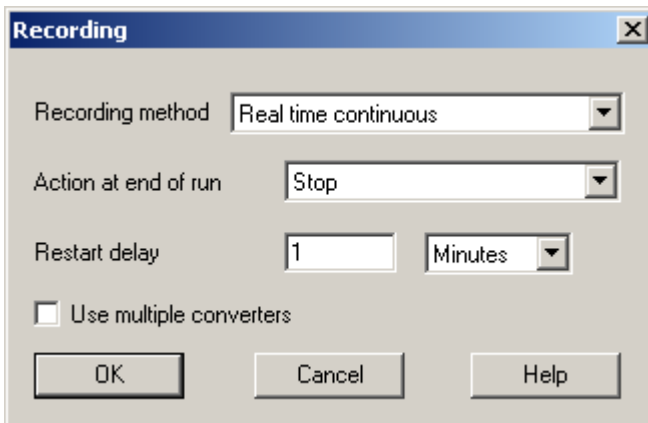 Recording
Recording method Real time continuous
Action at end of run Stop
Restart delay 1 Minutes
Use multiple converters
OK Cancel Help